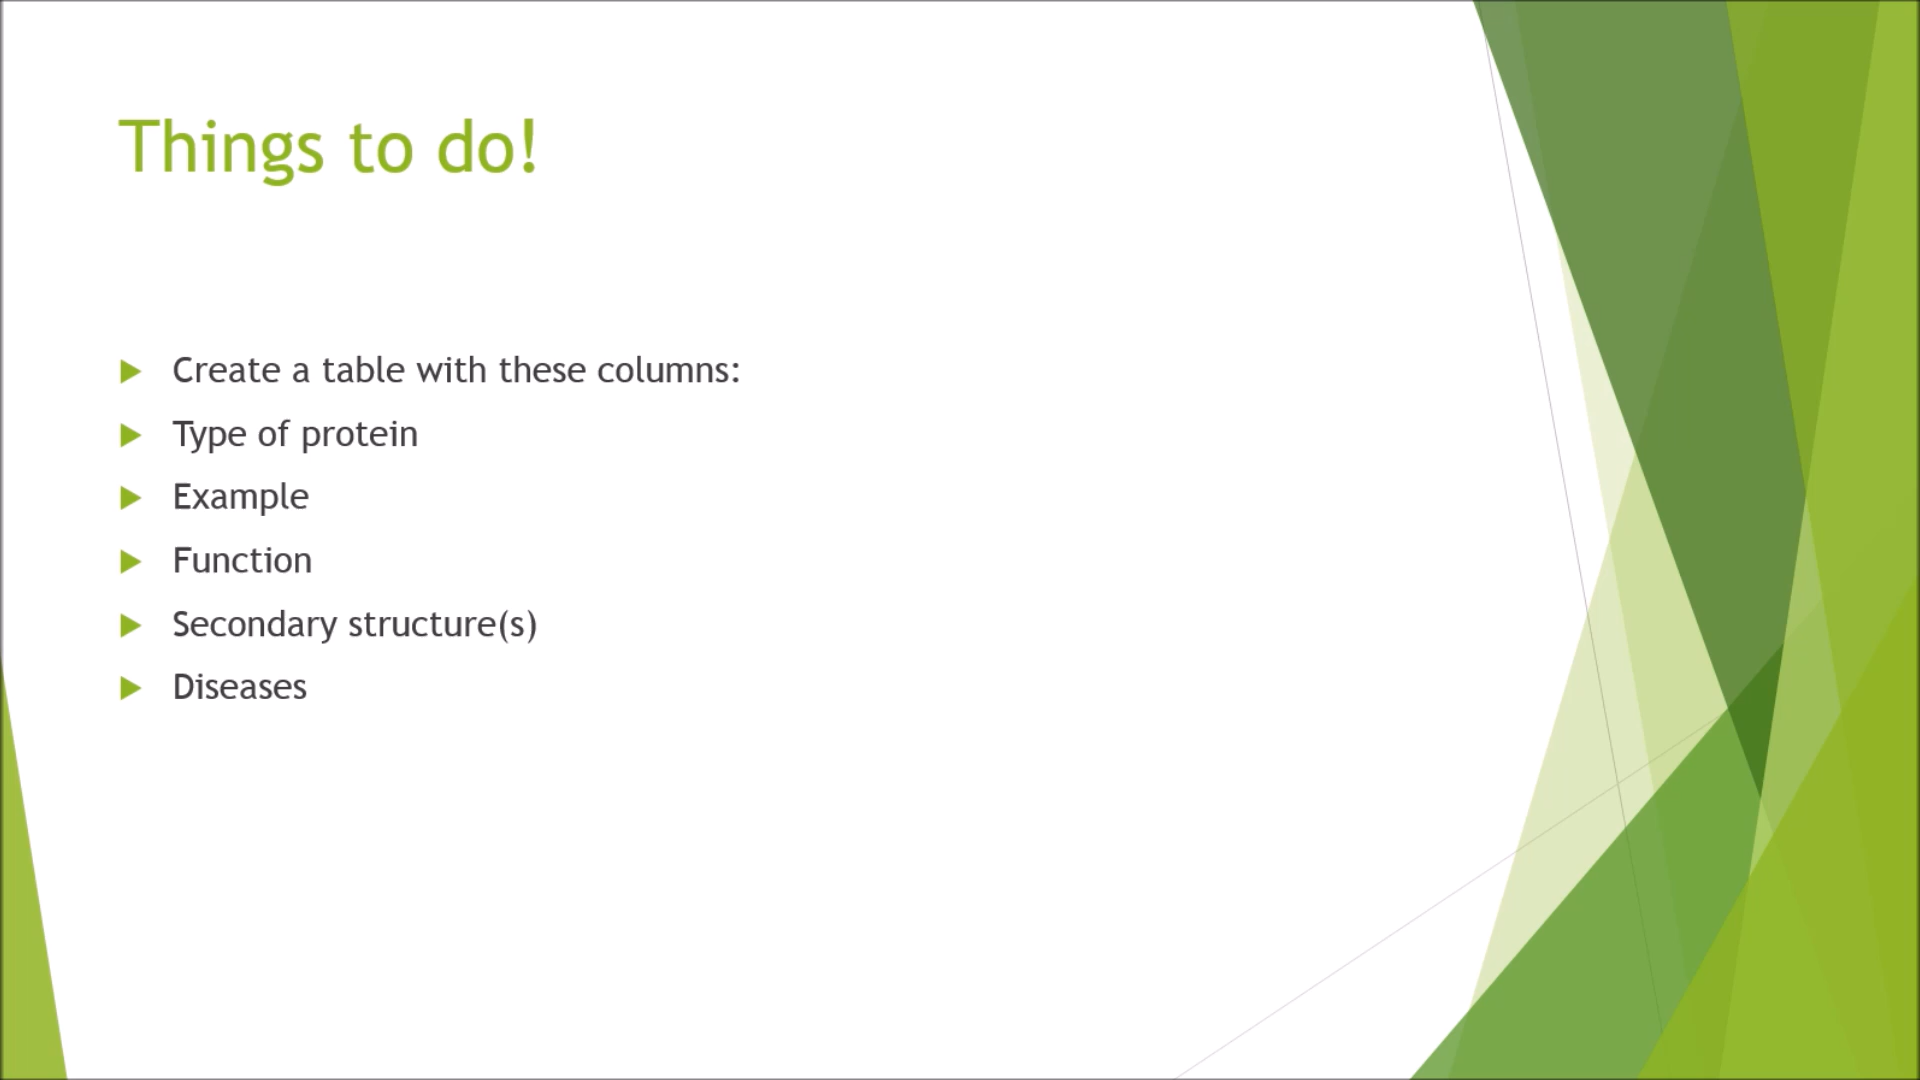 Things to do!
Create a table with these columns:
Type of protein
Example
Function
Secondary structure(s)
Diseases